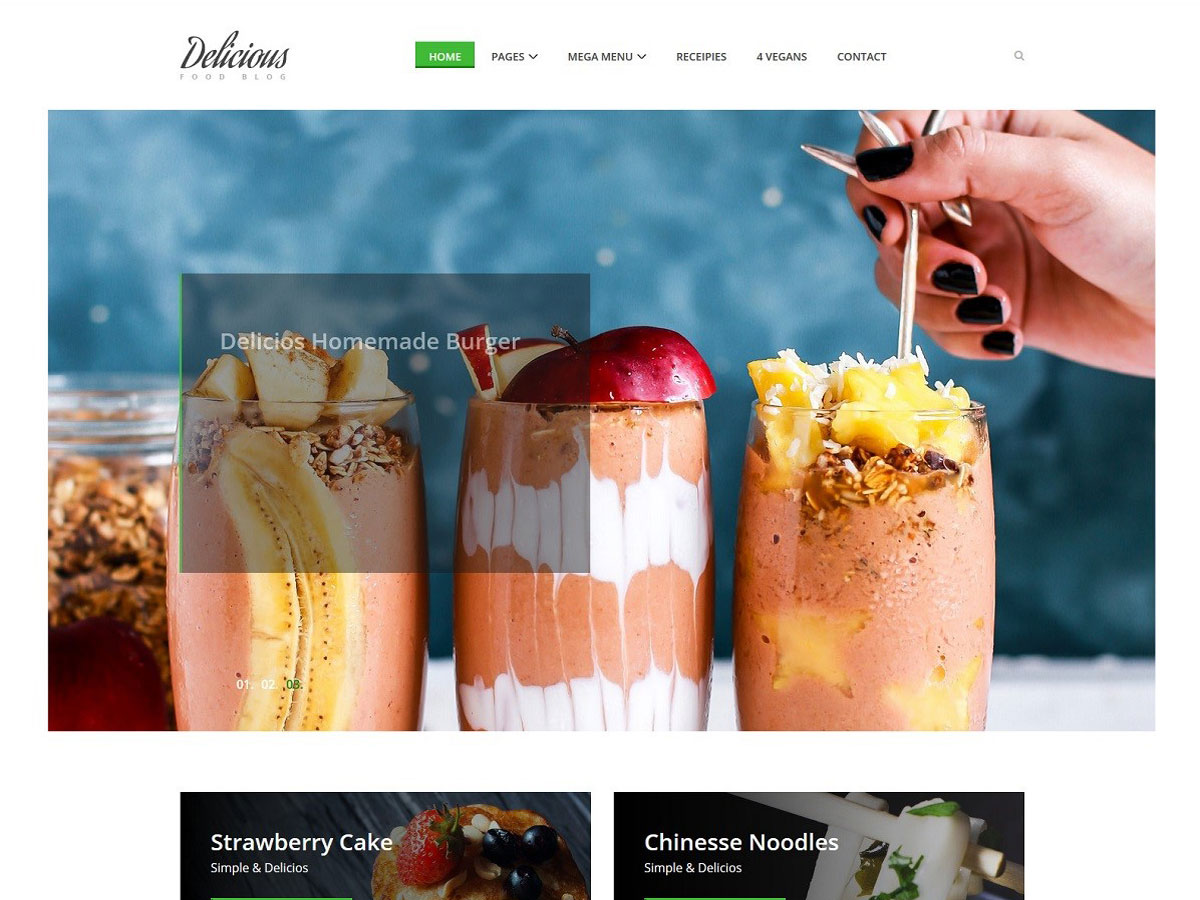 Delicious
FOOD BLOG
HOME PAGES MEGA MENU RECEIPIES 4 VEGANS CONTACT
Delicios Homemade Burger
01. 02. 03.
Strawberry Cake
Simple & Delicios
Chinesse Noodles
Simple & Delicios